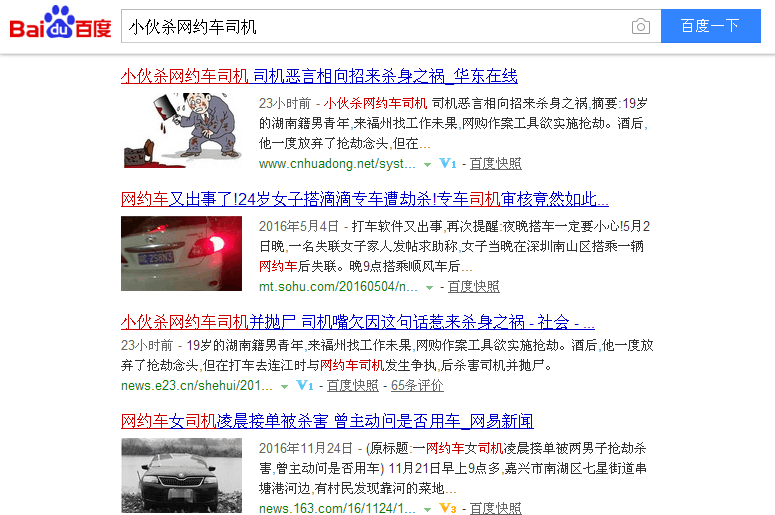 Bai du 百度
小伙杀网约车司机
百度一下
小伙杀网约车司机 司机恶言相向招来杀身之祸_华东在线
23小时前 - 小伙杀网约车司机 司机恶言相向招来杀身之祸,摘要:19岁
的湖南籍男青年,来福州找工作未果,网购作案工具欲实施抢劫。酒后,
他一度放弃了抢劫念头,但在...
www.cnhuadong.net/syst... V1 - 百度快照
网约车又出事了!24岁女子搭滴滴专车遭劫杀!专车司机审核竟然如此...
2016年5月4日 - 打车软件又出事,再次提醒:夜晚搭车一定要小心!5月2
日晚,一名失联女子家人发帖求助称,女子当晚在深圳南山区搭乘一辆
网约车后失联。晚9点搭乘顺风车后...
mt.sohu.com/20160504/n... - 百度快照
小伙杀网约车司机并抛尸 司机嘴欠因这句话惹来杀身之祸 - 社会 - ...
23小时前 - 19岁的湖南籍男青年,来福州找工作未果,网购作案工具欲实施抢劫。酒后,他一度放
弃了抢劫念头,但在打车去连江时与网约车司机发生争执,后杀害司机并抛尸。
news.e23.cn/shehui/201... V1 - 百度快照 - 65条评价
网约车女司机凌晨接单被杀害 曾主动问是否用车_网易新闻
2016年11月24日 - (原标题:一网约车女司机凌晨接单被两男子抢劫杀
害,曾主动问是否用车) 11月21日早上9点多,嘉兴市南湖区七星街道串
塘港河边,有村民发现靠河的菜地...
news.163.com/16/1124/1... V3 - 百度快照